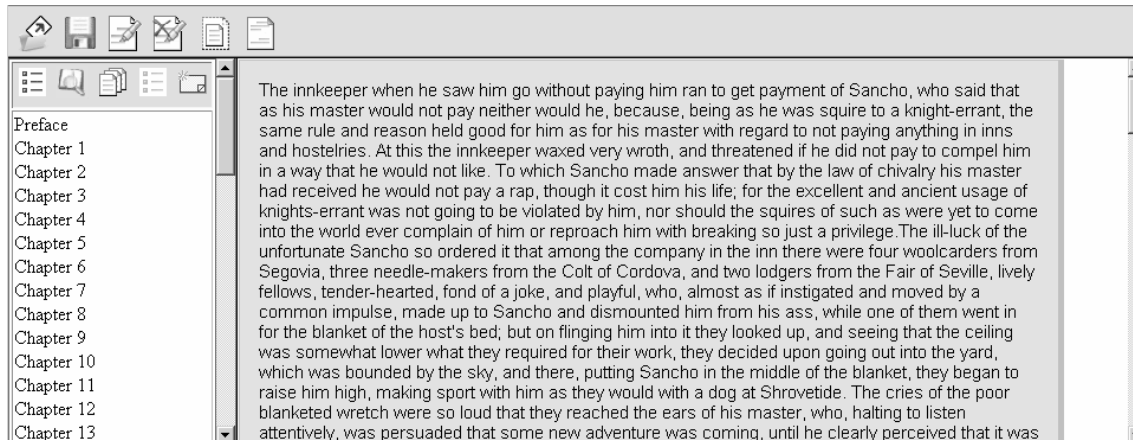 Preface
Chapter 1
Chapter 2
Chapter 3
Chapter 4
Chapter 5
Chapter 6
Chapter 7
Chapter 8
Chapter 9
Chapter 10
Chapter 11
Chapter 12
Chapter 13
The innkeeper when he saw him go without paying him ran to get payment of Sancho, who said that
as his master would not pay neither would he, because, being as he was squire to a knight-errant, the
same rule and reason held good for him as for his master with regard to not paying anything in inns
and hostelries. At this the innkeeper waxed very wroth, and threatened if he did not pay to compel him
in a way that he would not like. To which Sancho made answer that by the law of chivalry his master
had received he would not pay a rap, though it cost him his life; for the excellent and ancient usage of
knights-errant was not going to be violated by him, nor should the squires of such as were yet to come
into the world ever complain of him or reproach him with breaking so just a privilege.The ill-luck of the
unfortunate Sancho so ordered it that among the company in the inn there were four woolcarders from
Segovia, three needle-makers from the Colt of Cordova, and two lodgers from the Fair of Seville, lively
fellows, tender-hearted, fond of a joke, and playful, who, almost as if instigated and moved by a
common impulse, made up to Sancho and dismounted him from his ass, while one of them went in
for the blanket of the host's bed; but on flinging him into it they looked up, and seeing that the ceiling
was somewhat lower what they required for their work, they decided upon going out into the yard,
which was bounded by the sky, and there, putting Sancho in the middle of the blanket, they began to
raise him high, making sport with him as they would with a dog at Shrovetide. The cries of the poor
blanketed wretch were so loud that they reached the ears of his master, who, halting to listen
attentively, was persuaded that some new adventure was coming, until he clearly perceived that it was